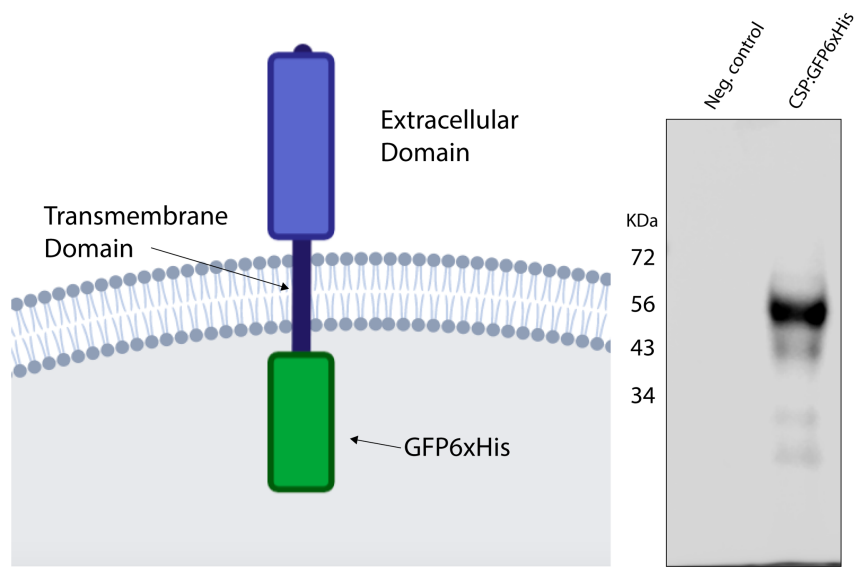 Extracellular
Domain
Transmembrane
Domain
GFP6xHis
Neg. control
CSP:GFP6xHis
KDa
72
56
43
34